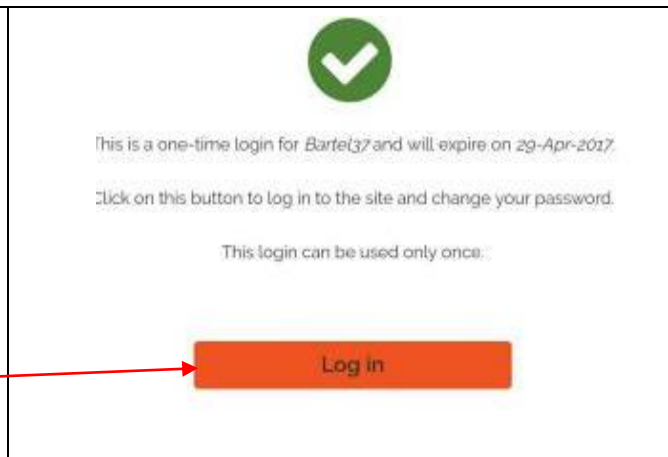 This is a one-time login for Bartel37 and will expire on 29-Apr-2017.
Click on this button to log in to the site and change your password.
This login can be used only once.
Log in